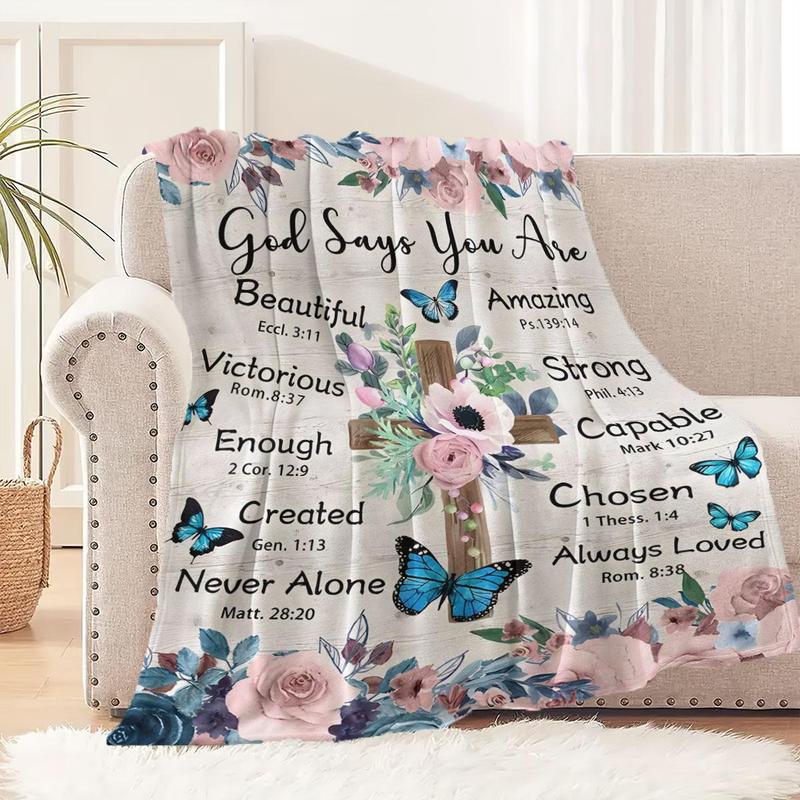 God Says You Are
Beautiful
Eccl. 3:11
Amazing
Ps.139:14
Victorious
Rom.8:37
Strong
Phil.4:13
Enough
2 Cor. 12:9
Capable
Mark 10:27
Created
Gen. 1:13
Chosen
1 Thess. 1:4
Never Alone
Matt. 28:20
Always Loved
Rom. 8:38